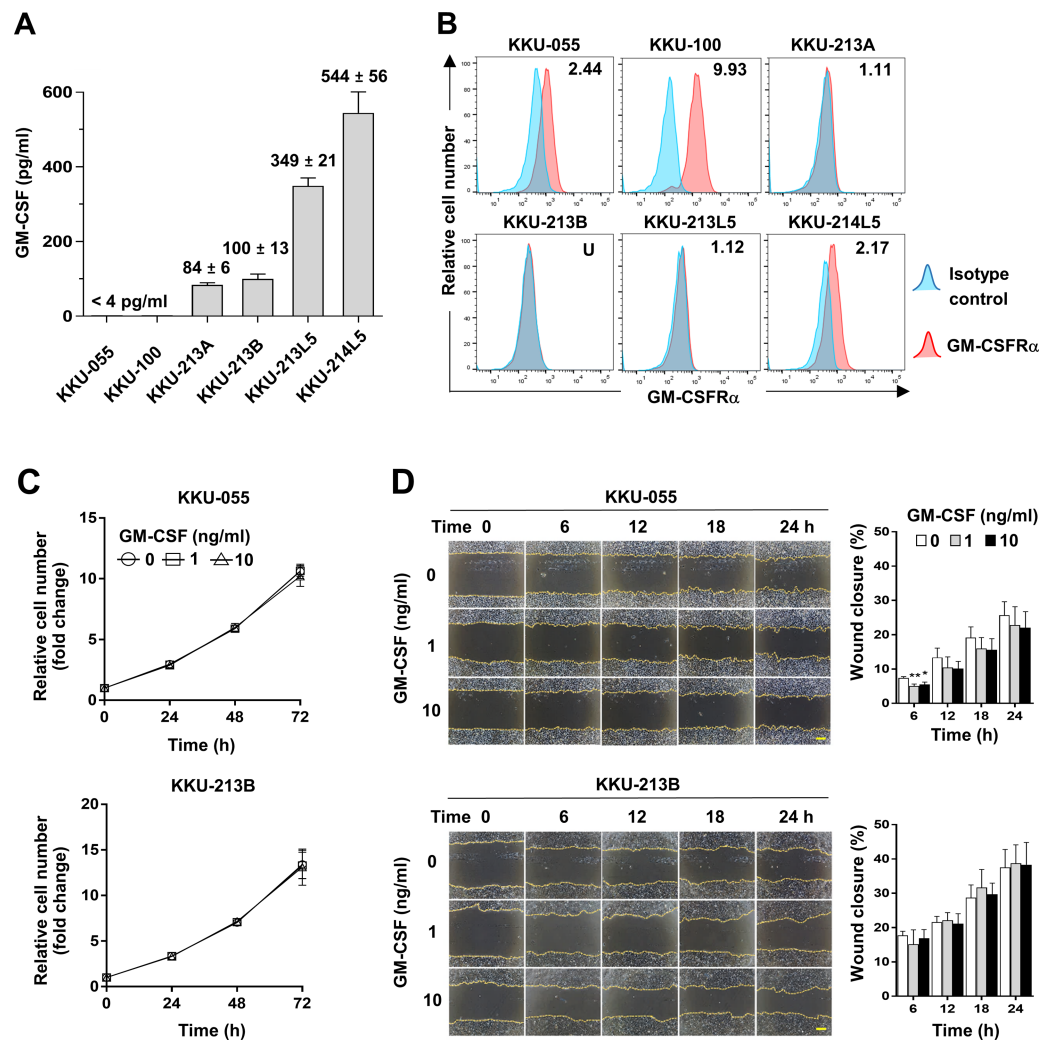 A
GM-CSF (pg/ml)
600
400
200
0
< 4 pg/ml
84 ± 6
100 ± 13
349 ± 21
544 ± 56
KKU-055
KKU-100
KKU-213A
KKU-213B
KKU-213L5
KKU-214L5
B
Relative cell number
KKU-055
2.44
KKU-100
9.93
KKU-213A
1.11
KKU-213B
U
KKU-213L5
1.12
KKU-214L5
2.17
GM-CSFRα
Isotype
control
GM-CSFRα
C
KKU-055
GM-CSF (ng/ml)
0 1 10
Relative cell number
(fold change)
15
10
5
0
0 24 48 72
Time (h)
KKU-213B
Relative cell number
(fold change)
20
15
10
5
0
0 24 48 72
Time (h)
D
KKU-055
Time 0 6 12 18 24 h
GM-CSF (ng/ml)
0
1
10
GM-CSF (ng/ml)
0 1 10
Wound closure (%)
50
40
30
20
10
0
** *
6 12 18 24
Time (h)
KKU-213B
Time 0 6 12 18 24 h
GM-CSF (ng/ml)
0
1
10
Wound closure (%)
50
40
30
20
10
0
6 12 18 24
Time (h)